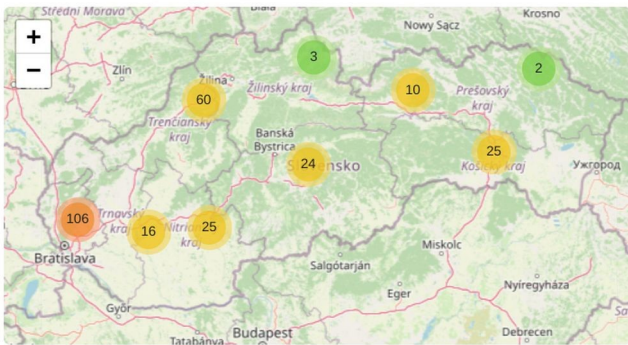 Střední Morava
Krosno
Nowy Sącz
+
−
Zlín
3
2
Žilina
Žilinský kraj
60
10
Prešovský
kraj
Trenčiansky
kraj
Banská
Bystrica
24
25
Košický kraj
Ужгород
106
Trnavský
16
25
kraj
Bratislava
Miskolc
Salgótarján
Eger
Nyíregyháza
Győr
Budapest
Tatabánya
Debrecen